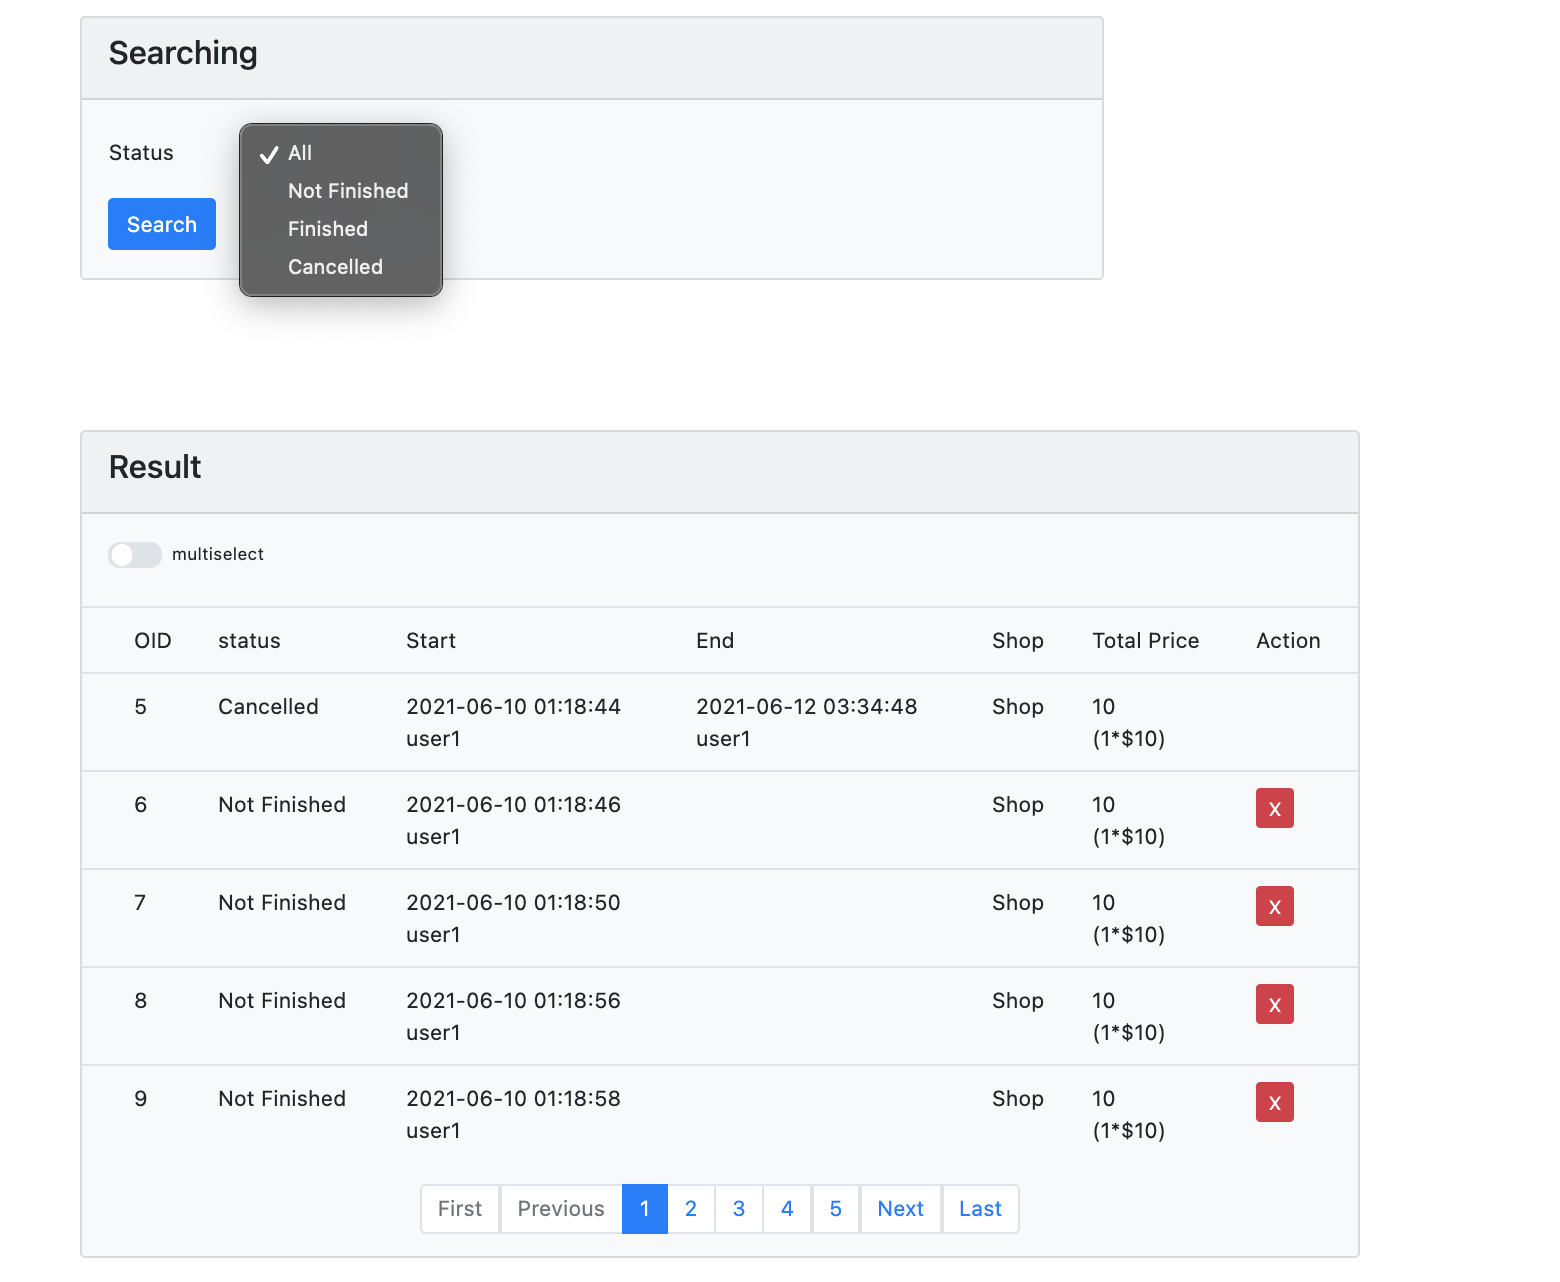 Searching
Status
All
Not Finished
Finished
Cancelled
Search
Result
multiselect
OID status Start End Shop Total Price Action
5 Cancelled 2021-06-10 01:18:44 2021-06-12 03:34:48 Shop 10
user1 user1 (1*$10)
6 Not Finished 2021-06-10 01:18:46 Shop 10 X
user1 (1*$10)
7 Not Finished 2021-06-10 01:18:50 Shop 10 X
user1 (1*$10)
8 Not Finished 2021-06-10 01:18:56 Shop 10 X
user1 (1*$10)
9 Not Finished 2021-06-10 01:18:58 Shop 10 X
user1 (1*$10)
First Previous 1 2 3 4 5 Next Last